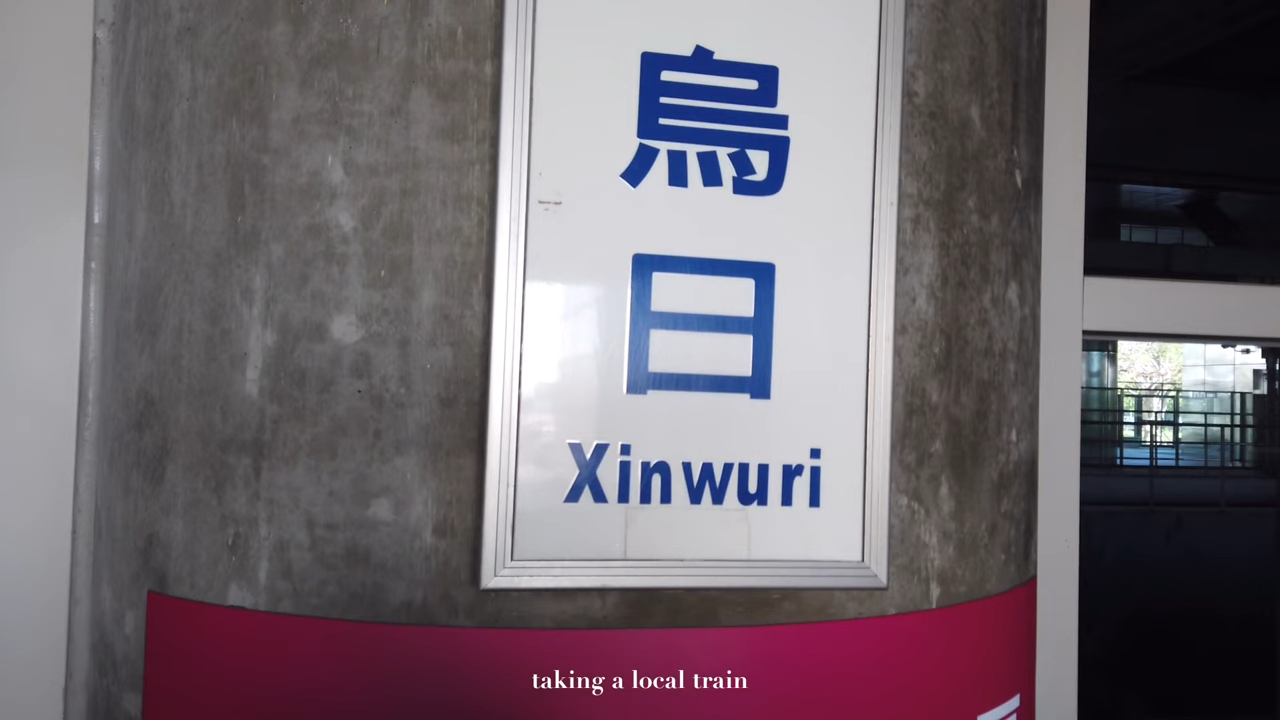 烏
日
Xinwuri
taking a local train